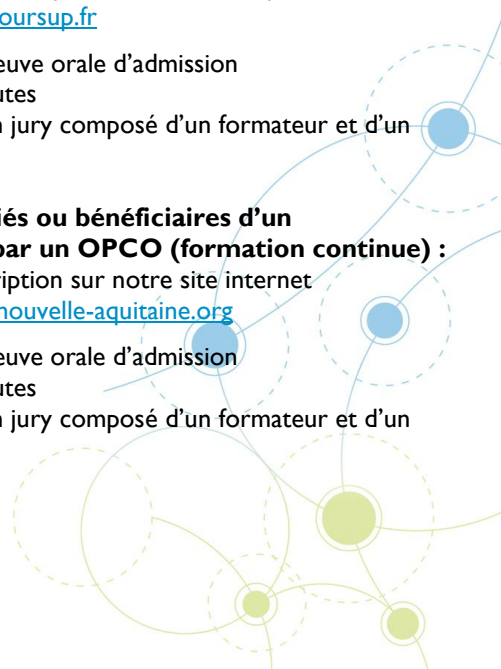 oursup.fr
euve orale d’admission
utes
n jury composé d’un formateur et d’un
iés ou bénéficiaires d’un
par un OPCO (formation continue) :
ription sur notre site internet
nouvelle-aquitaine.org
euve orale d’admission
utes
n jury composé d’un formateur et d’un